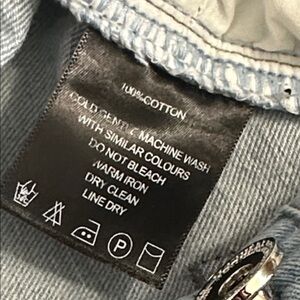 100% COTTON
COLD GENTLE MACHINE WASH
WITH SIMILAR COLOURS
DO NOT BLEACH
WARM IRON
DRY CLEAN
LINE DRY
P